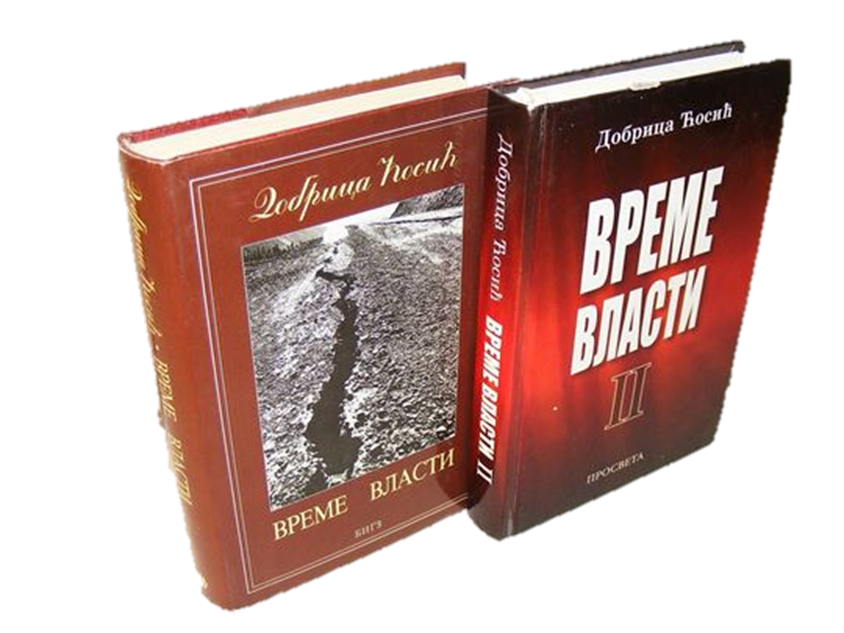 Добрица Ћосић · ВРЕМЕ ВЛАСТИ
Добрица Ћосић
ВРЕМЕ ВЛАСТИ
БИГЗ
Добрица Ћосић ВРЕМЕ ВЛАСТИ II
Добрица Ћосић
ВРЕМЕ
ВЛАСТИ
II
ПРОСВЕТА